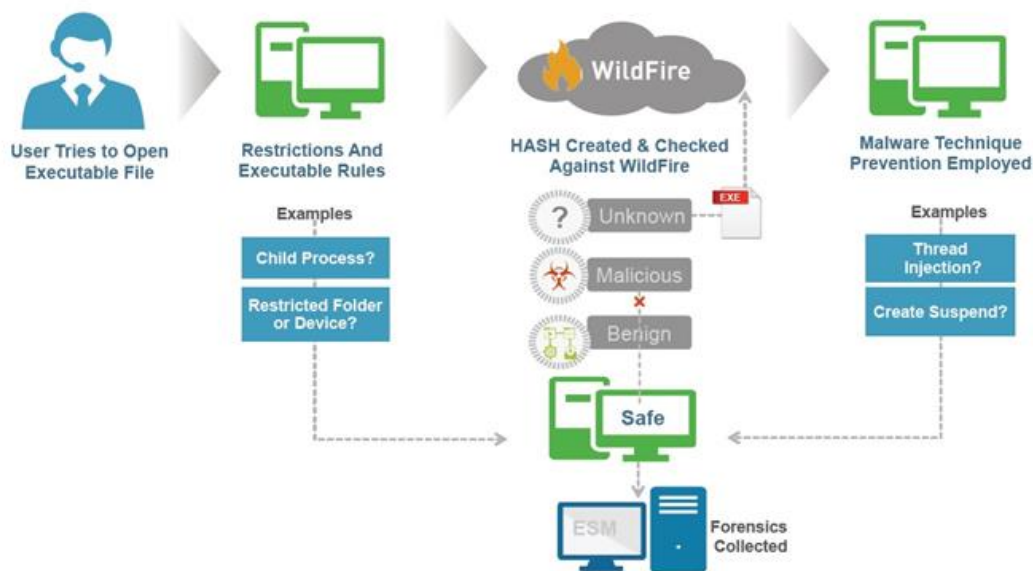 User Tries to Open
Executable File
Restrictions And
Executable Rules
Examples
Child Process?
Restricted Folder
or Device?
WildFire
HASH Created & Checked
Against WildFire
?
Unknown
EXE
Malicious
Benign
Malware Technique
Prevention Employed
Examples
Thread
Injection?
Create Suspend?
Safe
ESM
Forensics
Collected